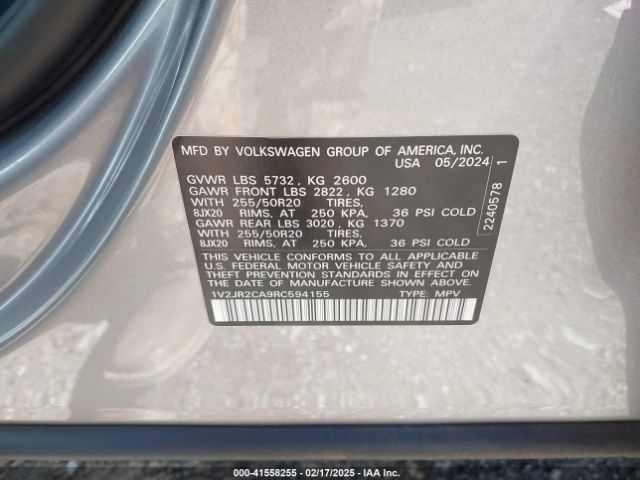 MFD BY VOLKSWAGEN GROUP OF AMERICA, INC.
USA 05/2024
GVWR LBS 5732 , KG 2600
GAWR FRONT LBS 2822 , KG 1280
WITH 255/50R20 TIRES,
8JX20 RIMS, AT 250 KPA, 36 PSI COLD
GAWR REAR LBS 3020 , KG 1370
WITH 255/50R20 TIRES,
8JX20 RIMS, AT 250 KPA, 36 PSI COLD
THIS VEHICLE CONFORMS TO ALL APPLICABLE
U.S. FEDERAL MOTOR VEHICLE SAFETY AND
THEFT PREVENTION STANDARDS IN EFFECT ON
THE DATE OF MANUFACTURE SHOWN ABOVE.
1V2JR2CA9RC594155 TYPE: MPV
2240578 1
000-41558255 - 02/17/2025 - IAA Inc.